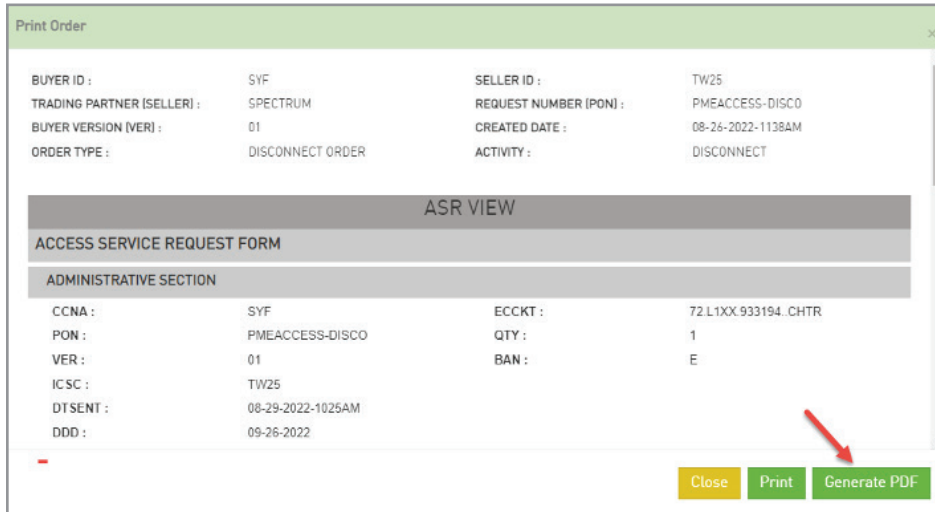 Print Order
×
BUYER ID : SYF SELLER ID : TW25
TRADING PARTNER (SELLER) : SPECTRUM REQUEST NUMBER (PON) : PMEACCESS-DISCO
BUYER VERSION (VER) : 01 CREATED DATE : 08-26-2022-1138AM
ORDER TYPE : DISCONNECT ORDER ACTIVITY : DISCONNECT
ASR VIEW
ACCESS SERVICE REQUEST FORM
ADMINISTRATIVE SECTION
CCNA : SYF ECCKT : 72.L1XX.933194..CHTR
PON : PMEACCESS-DISCO QTY : 1
VER : 01 BAN : E
ICSC : TW25
DTSENT : 08-29-2022-1025AM
DDD : 09-26-2022
Close Print Generate PDF